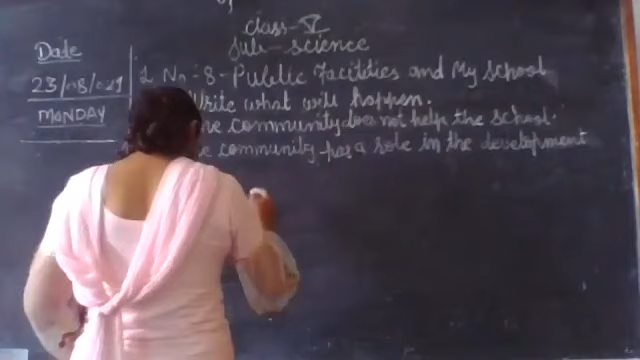 class-V
Sub-science
Date
23/08/021
MONDAY
L No:8-Public Facilities and My School
Write what will happen.
community does not help the school.
community has a role in the development